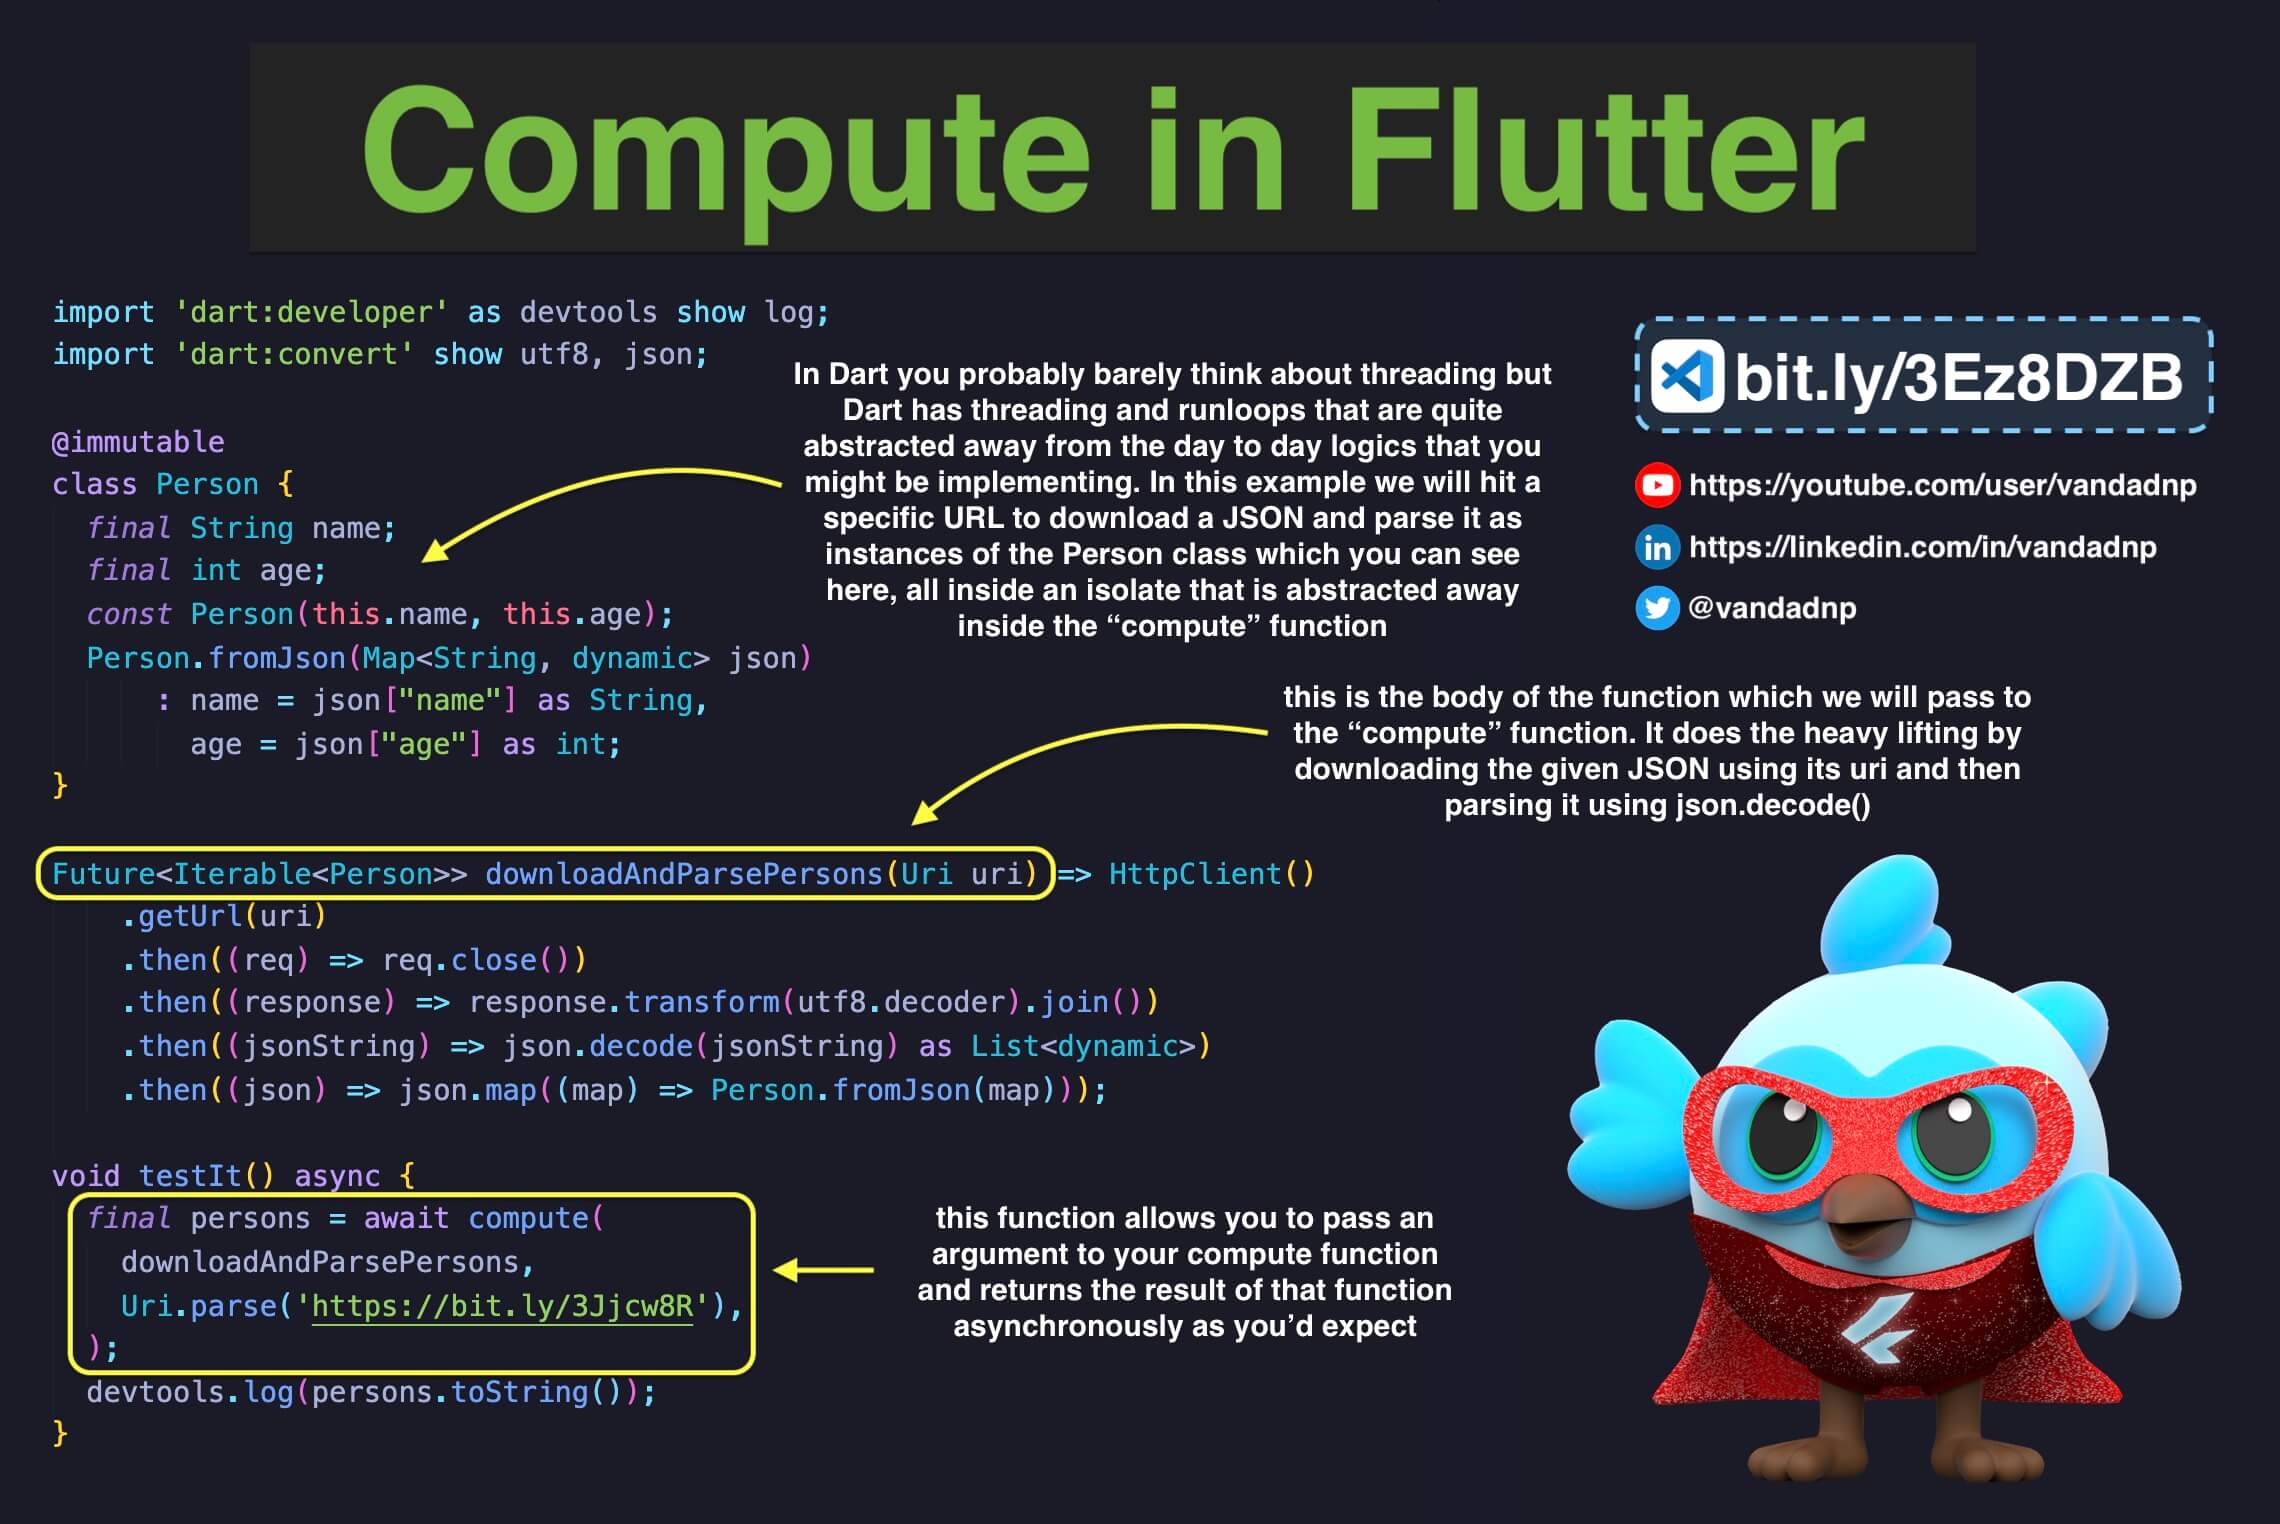 Compute in Flutter
import 'dart:developer' as devtools show log;
import 'dart:convert' show utf8, json;
@immutable
class Person {
  final String name;
  final int age;
  const Person(this.name, this.age);
  Person.fromJson(Map<String, dynamic> json)
      : name = json["name"] as String,
        age = json["age"] as int;
}
In Dart you probably barely think about threading but
Dart has threading and runloops that are quite
abstracted away from the day to day logics that you
might be implementing. In this example we will hit a
specific URL to download a JSON and parse it as
instances of the Person class which you can see
here, all inside an isolate that is abstracted away
inside the “compute” function
bit.ly/3Ez8DZB
https://youtube.com/user/vandadnp
https://linkedin.com/in/vandadnp
@vandadnp
this is the body of the function which we will pass to
the “compute” function. It does the heavy lifting by
downloading the given JSON using its uri and then
parsing it using json.decode()
Future<Iterable<Person>> downloadAndParsePersons(Uri uri) => HttpClient()
    .getUrl(uri)
    .then((req) => req.close())
    .then((response) => response.transform(utf8.decoder).join())
    .then((jsonString) => json.decode(jsonString) as List<dynamic>)
    .then((json) => json.map((map) => Person.fromJson(map)));
void testIt() async {
  final persons = await compute(
    downloadAndParsePersons,
    Uri.parse('https://bit.ly/3Jjcw8R'),
  );
  devtools.log(persons.toString());
}
this function allows you to pass an
argument to your compute function
and returns the result of that function
asynchronously as you’d expect